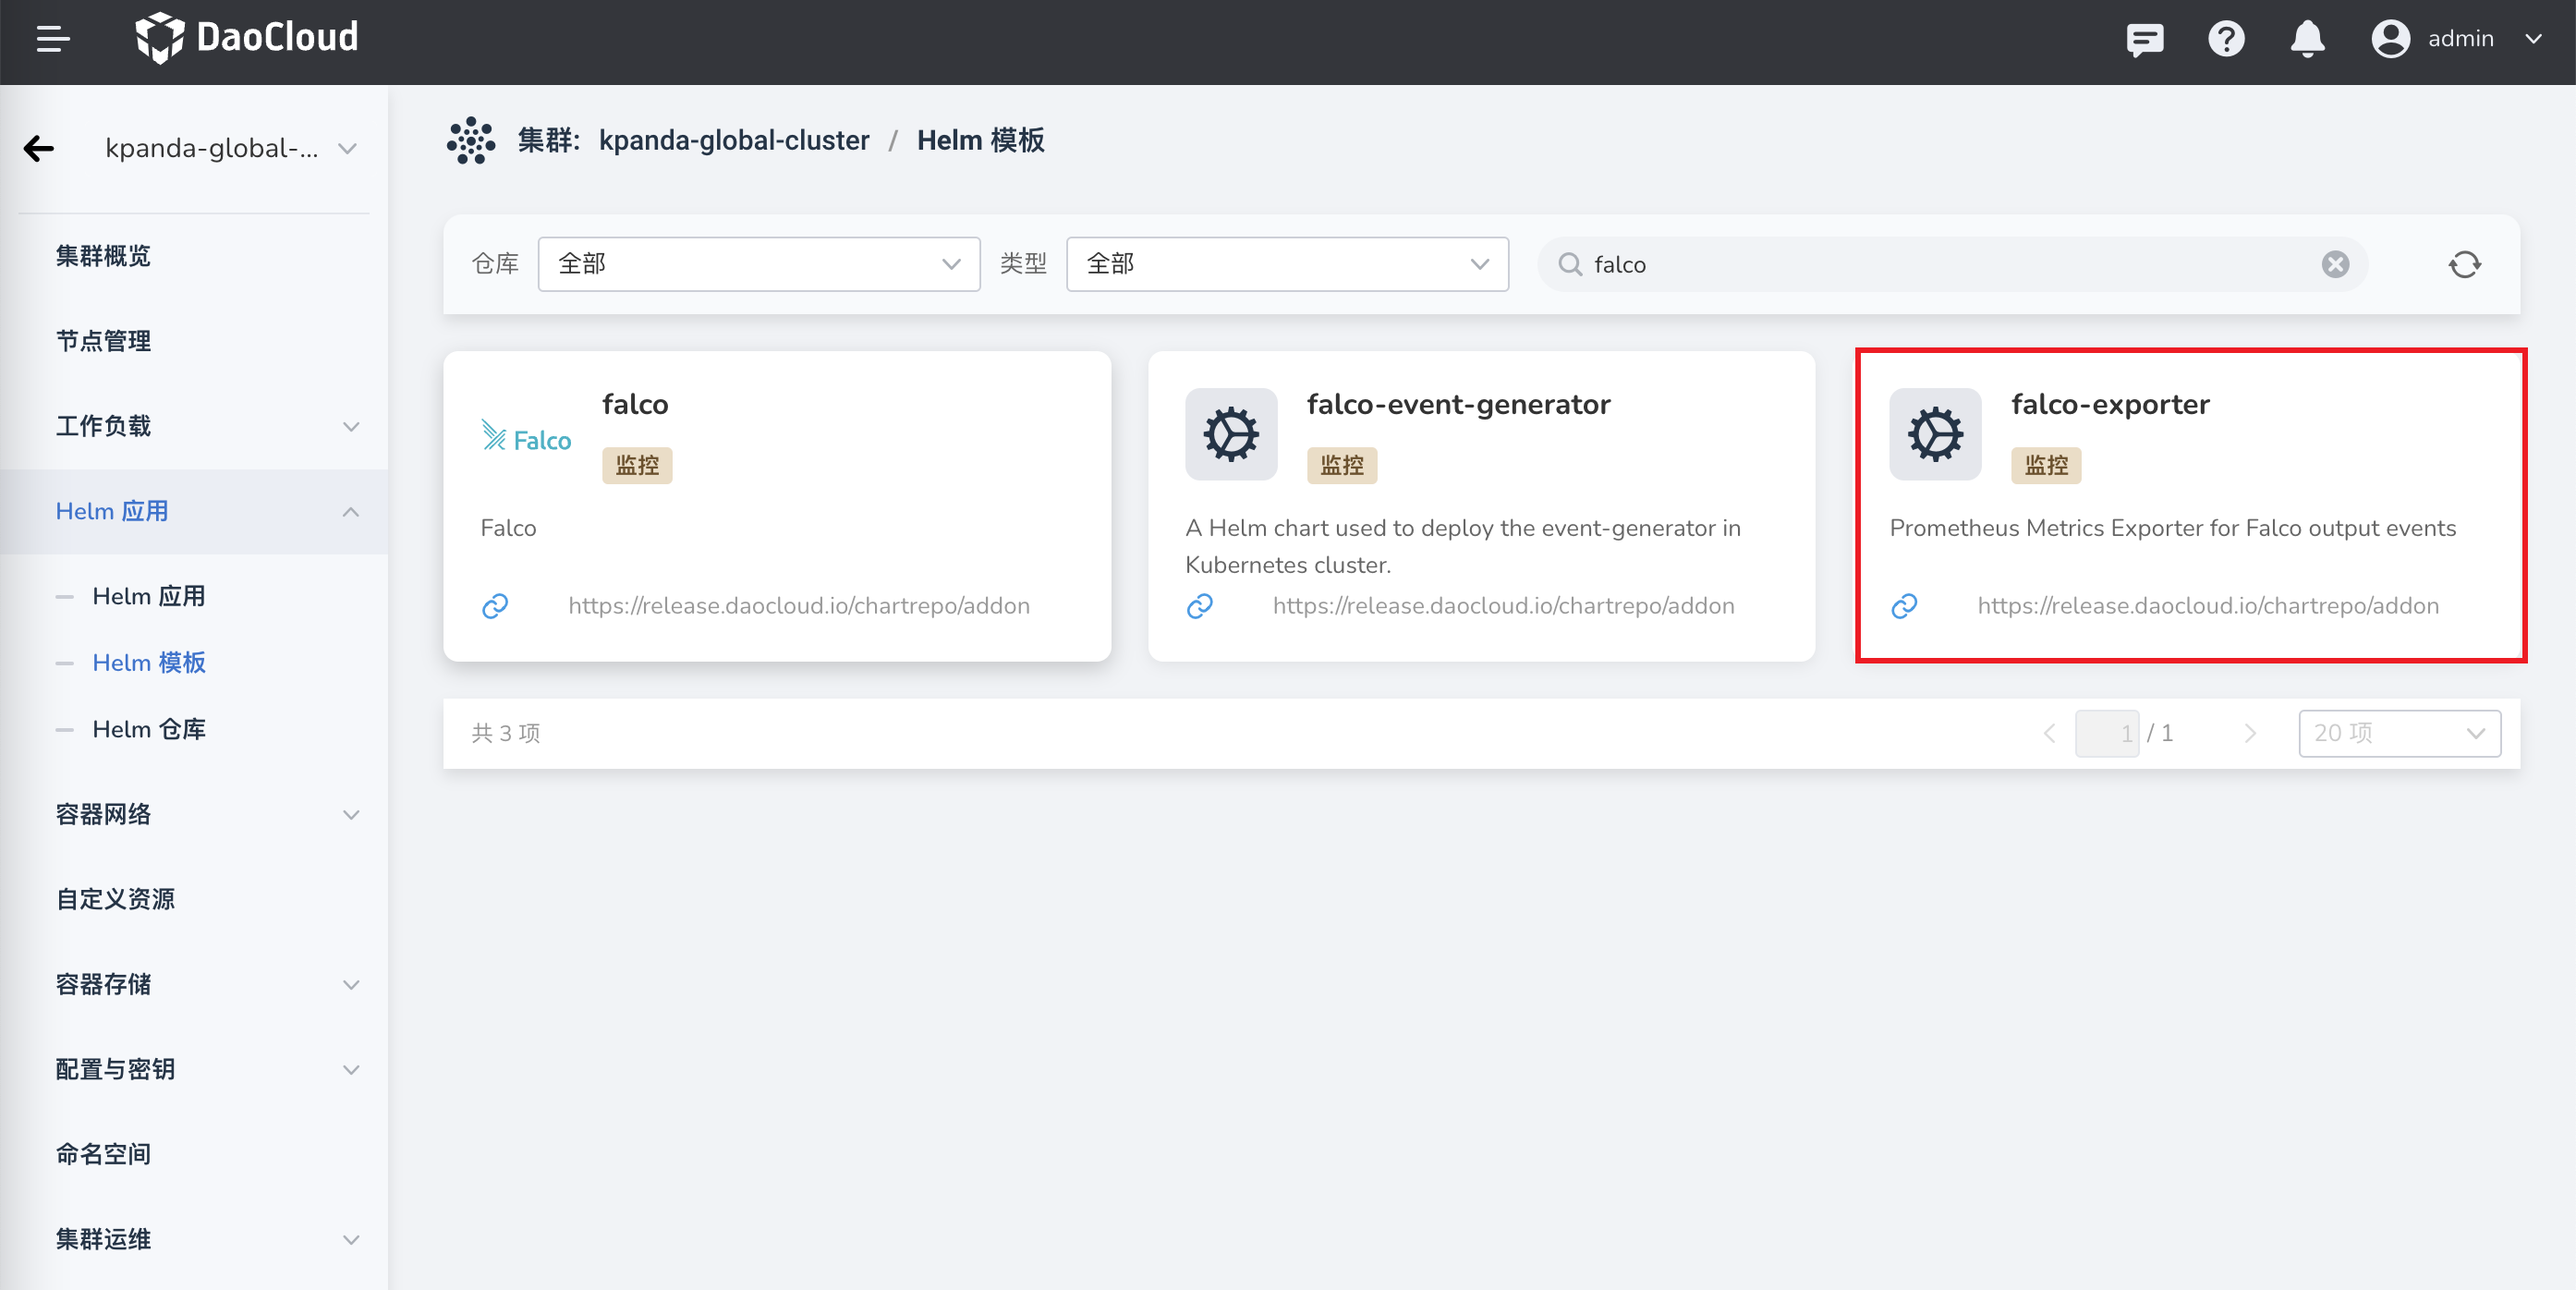 DaoCloud
admin
kpanda-global-...
集群概览
节点管理
工作负载
Helm 应用
Helm 应用
Helm 模板
Helm 仓库
容器网络
自定义资源
容器存储
配置与密钥
命名空间
集群运维
集群: kpanda-global-cluster / Helm 模板
仓库 全部 类型 全部 falco
falco
Falco
监控
Falco
https://release.daocloud.io/chartrepo/addon
falco-event-generator
监控
A Helm chart used to deploy the event-generator in
Kubernetes cluster.
https://release.daocloud.io/chartrepo/addon
falco-exporter
监控
Prometheus Metrics Exporter for Falco output events
https://release.daocloud.io/chartrepo/addon
共 3 项
1 / 1
20 项